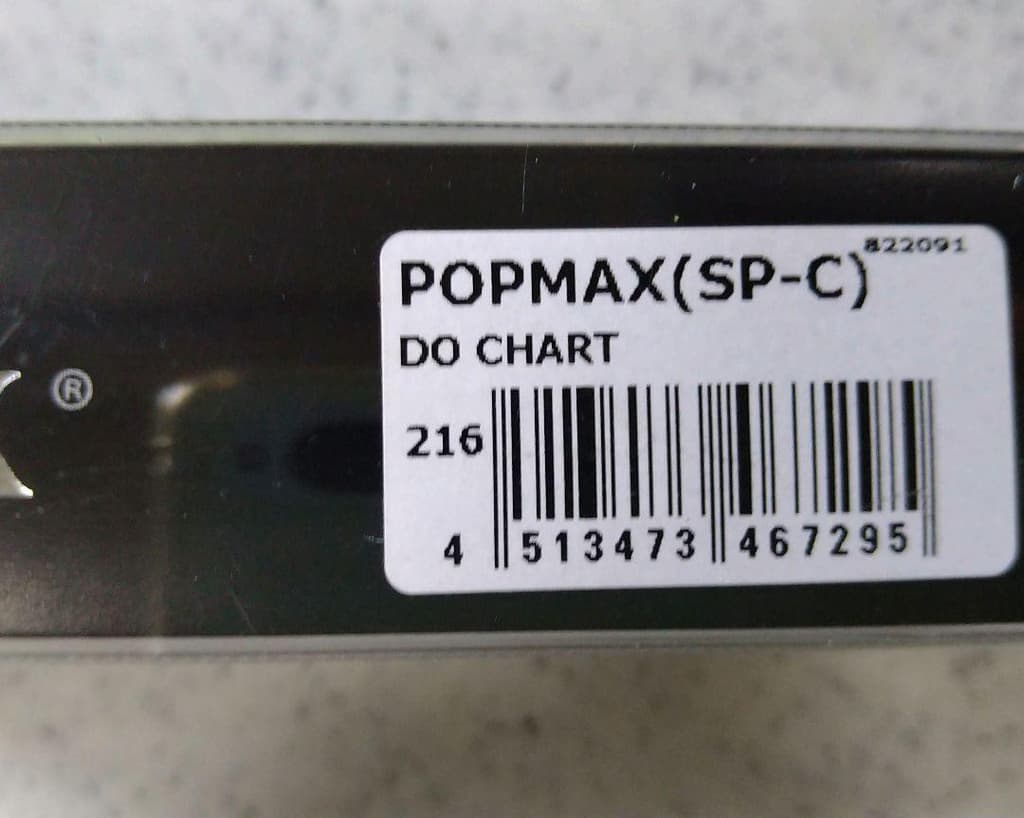 822091
POPMAX(SP-C)
DO CHART
216
4 513473 467295
®